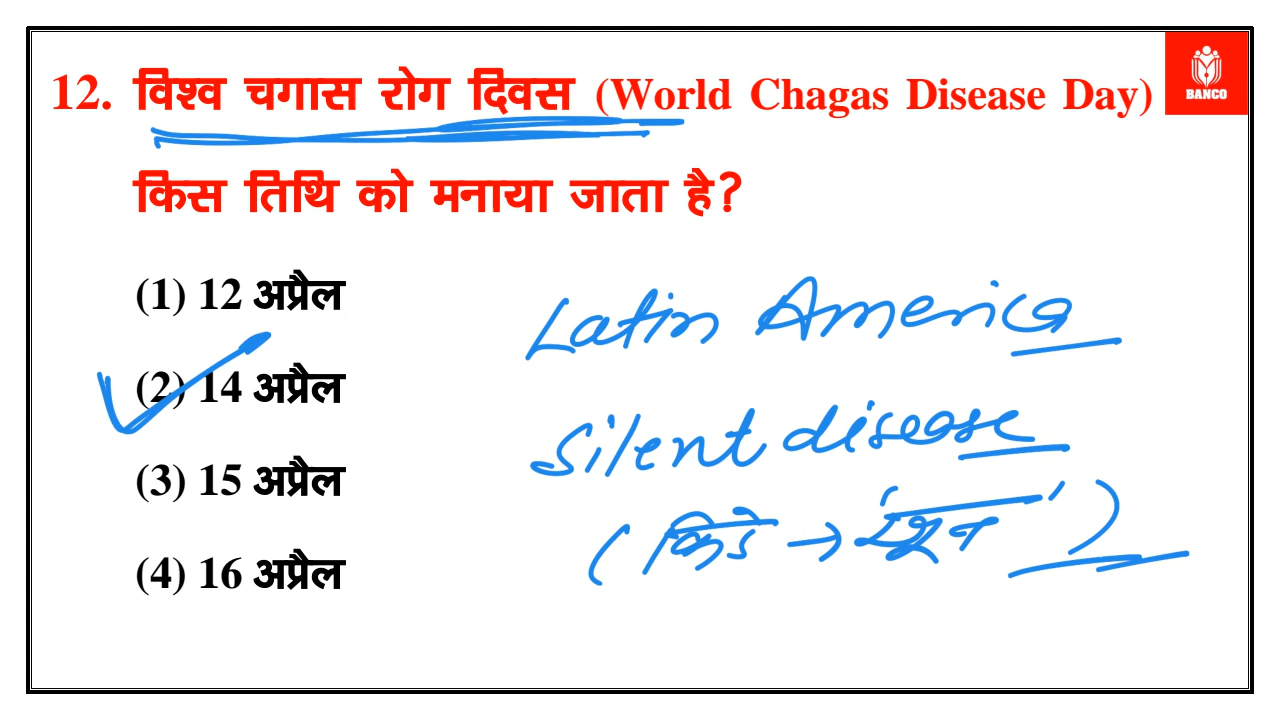 12. विश्व चगास रोग दिवस (World Chagas Disease Day)
BANCO
किस तिथि को मनाया जाता है?
(1) 12 अप्रैल
(2) 14 अप्रैल
(3) 15 अप्रैल
(4) 16 अप्रैल
Latin America
Silent disease